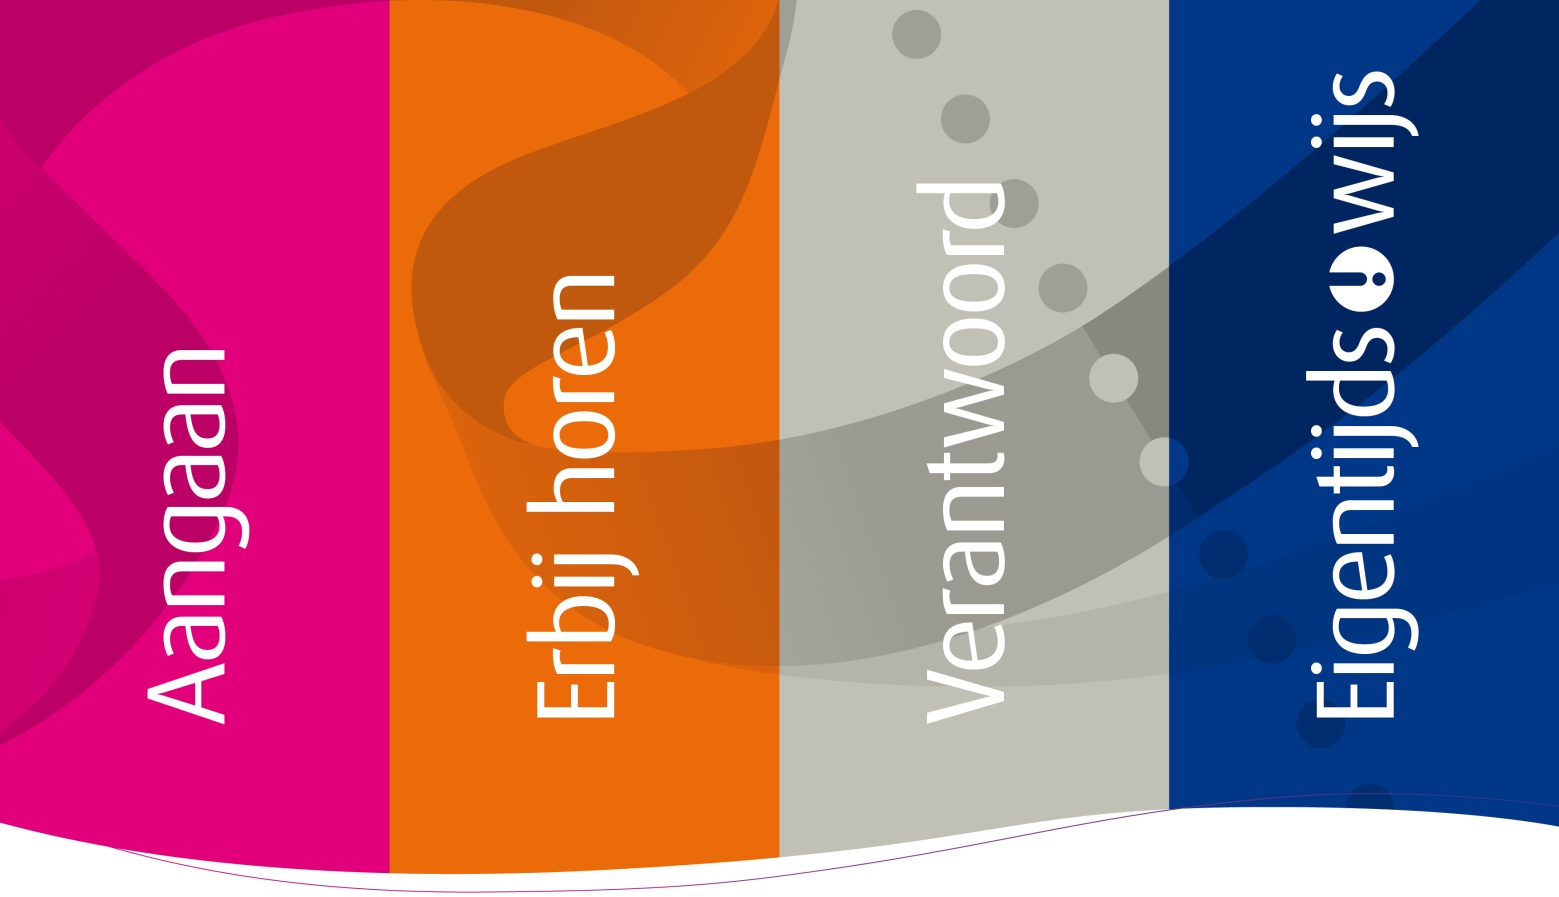 Aangaan
Erbij horen
Verantwoord
Eigentijds ! wijs